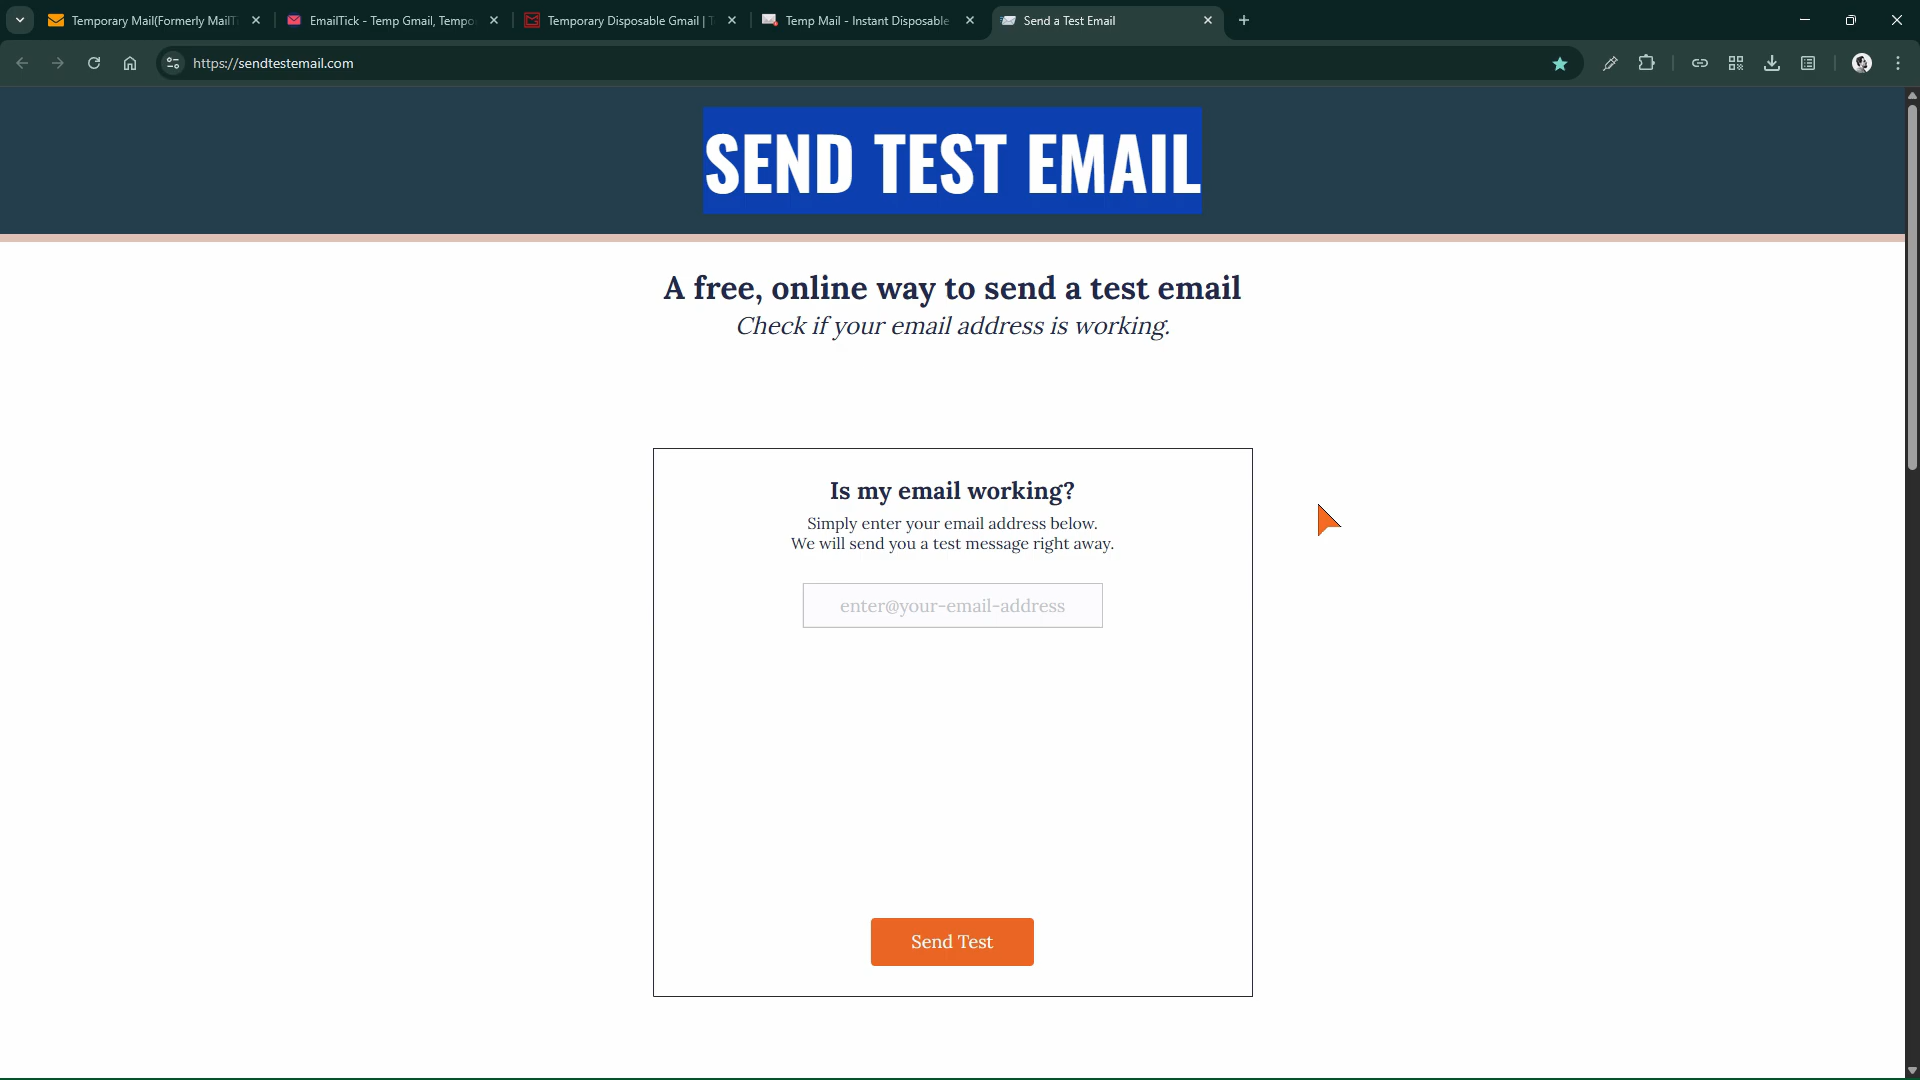 Temporary Mail(Formerly MailT
EmailTick - Temp Gmail, Tempo
Temporary Disposable Gmail | T
Temp Mail - Instant Disposable
Send a Test Email
https://sendtestemail.com
SEND TEST EMAIL
A free, online way to send a test email
Check if your email address is working.
Is my email working?
Simply enter your email address below.
We will send you a test message right away.
enter@your-email-address
Send Test